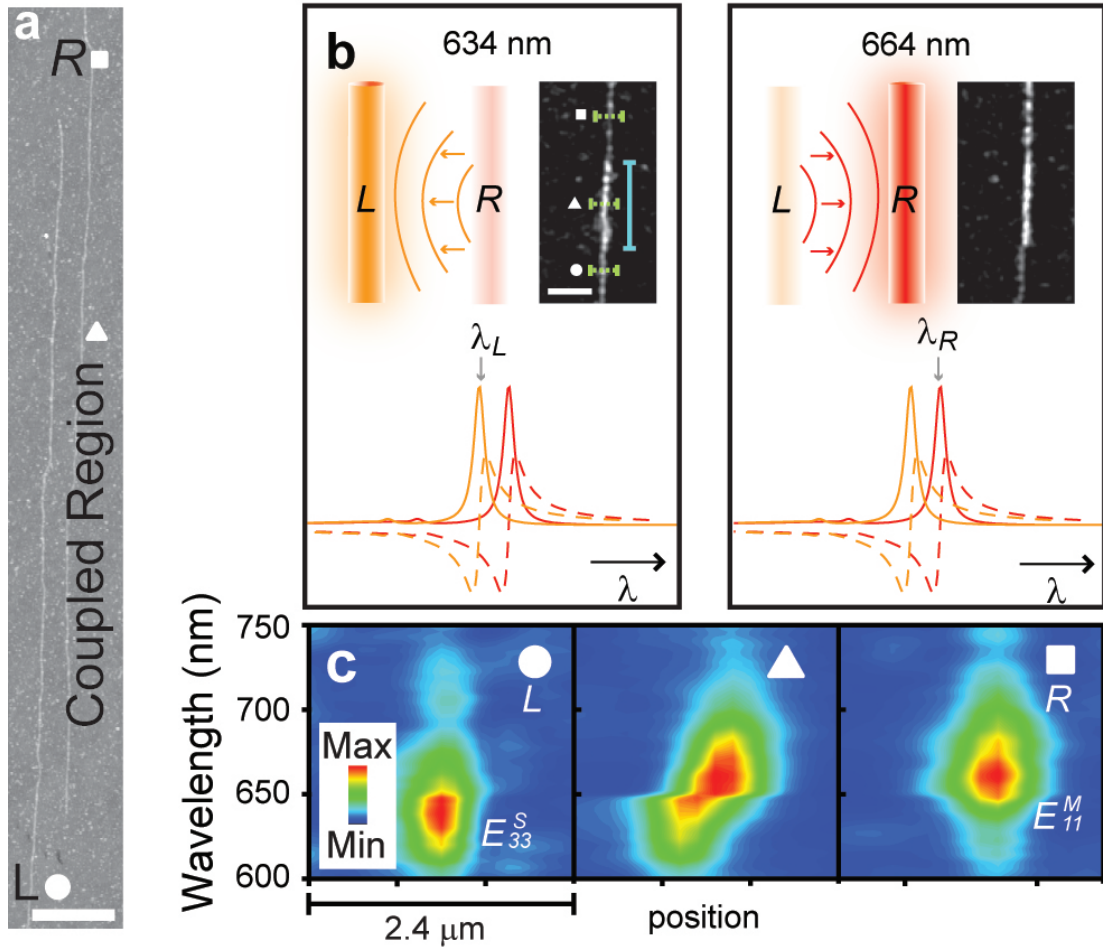 a
R
Coupled Region
L
b
634 nm
L
R
λL
λ
664 nm
L
R
λR
λ
Wavelength (nm)
750
700
650
600
c
L
Max
Min
E33S
R
E11M
2.4 μm
position